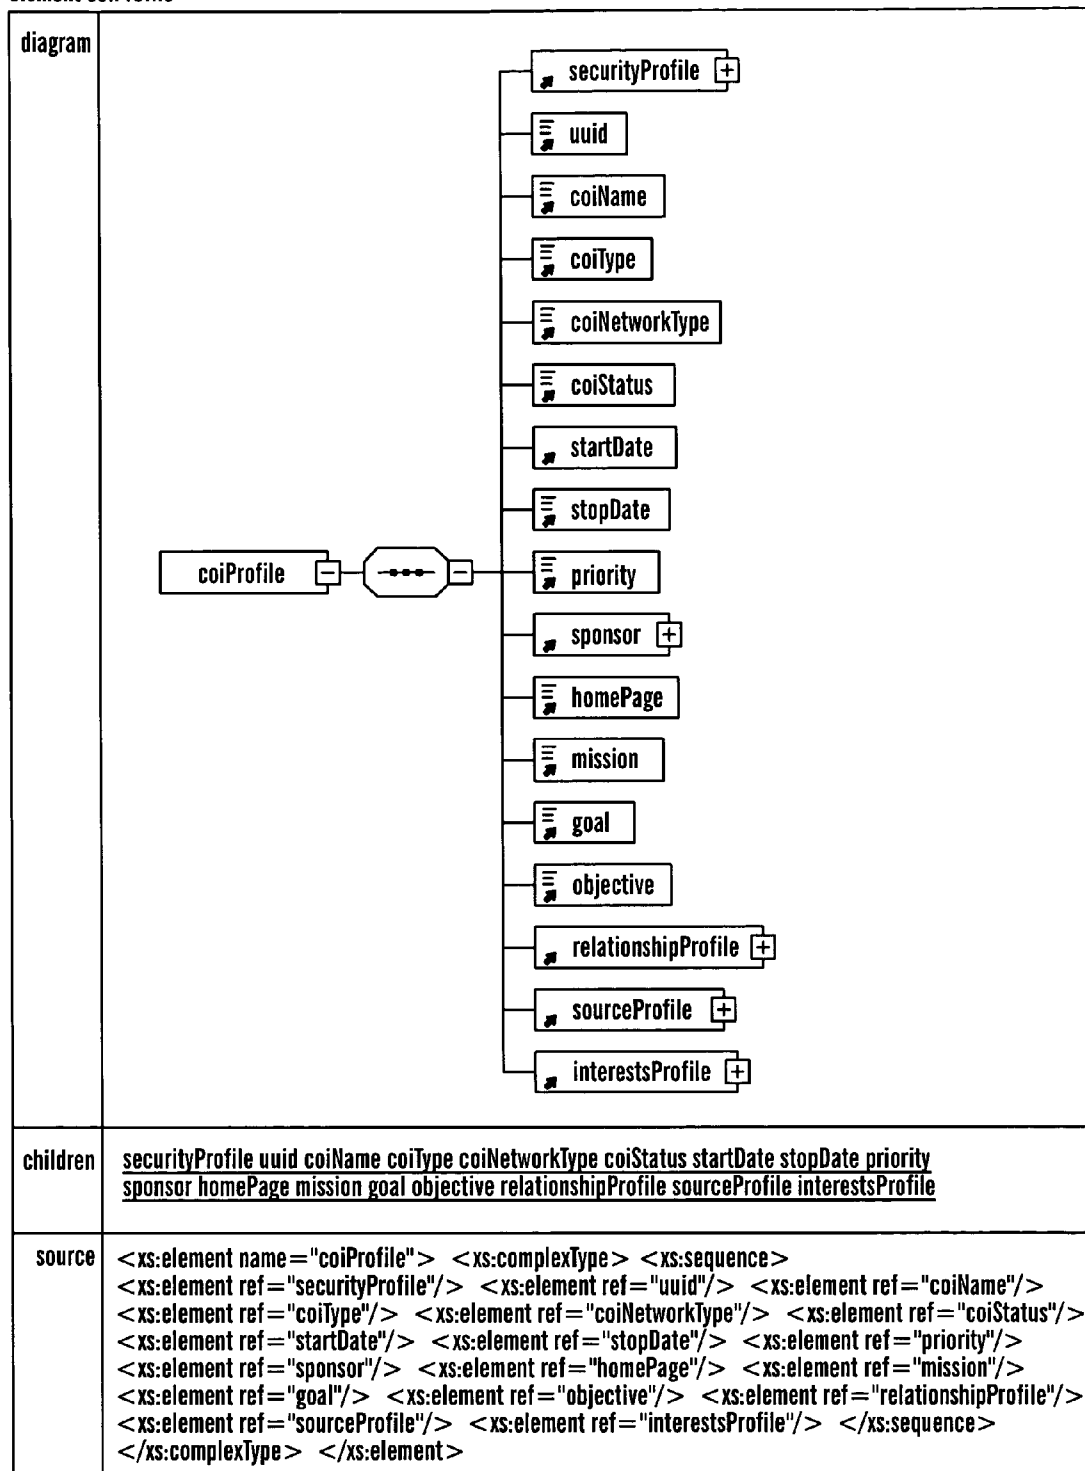 diagram
securityProfile
uuid
coiName
coiType
coiNetworkType
coiStatus
startDate
stopDate
coiProfile
priority
sponsor
homePage
mission
goal
objective
relationshipProfile
sourceProfile
interestsProfile
children
securityProfile uuid coiName coiType coiNetworkType coiStatus startDate stopDate priority
sponsor homePage mission goal objective relationshipProfile sourceProfile interestsProfile
source
<xs:element name="coiProfile"> <xs:complexType> <xs:sequence>
<xs:element ref="securityProfile"/> <xs:element ref="uuid"/> <xs:element ref="coiName"/>
<xs:element ref="coiType"/> <xs:element ref="coiNetworkType"/> <xs:element ref="coiStatus"/>
<xs:element ref="startDate"/> <xs:element ref="stopDate"/> <xs:element ref="priority"/>
<xs:element ref="sponsor"/> <xs:element ref="homePage"/> <xs:element ref="mission"/>
<xs:element ref="goal"/> <xs:element ref="objective"/> <xs:element ref="relationshipProfile"/>
<xs:element ref="sourceProfile"/> <xs:element ref="interestsProfile"/> </xs:sequence>
</xs:complexType> </xs:element>